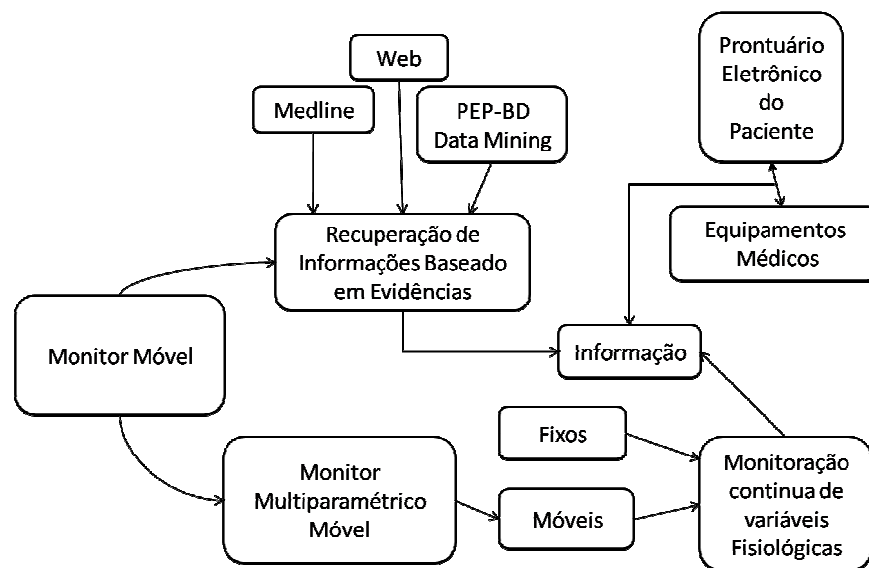 Web
Medline
PEP-BD
Data Mining
Prontuário
Eletrônico
do
Paciente
Recuperação de
Informações Baseado
em Evidências
Equipamentos
Médicos
Monitor Móvel
Informação
Fixos
Monitor
Multiparamétrico
Móvel
Móveis
Monitoração
continua de
variáveis
Fisiológicas